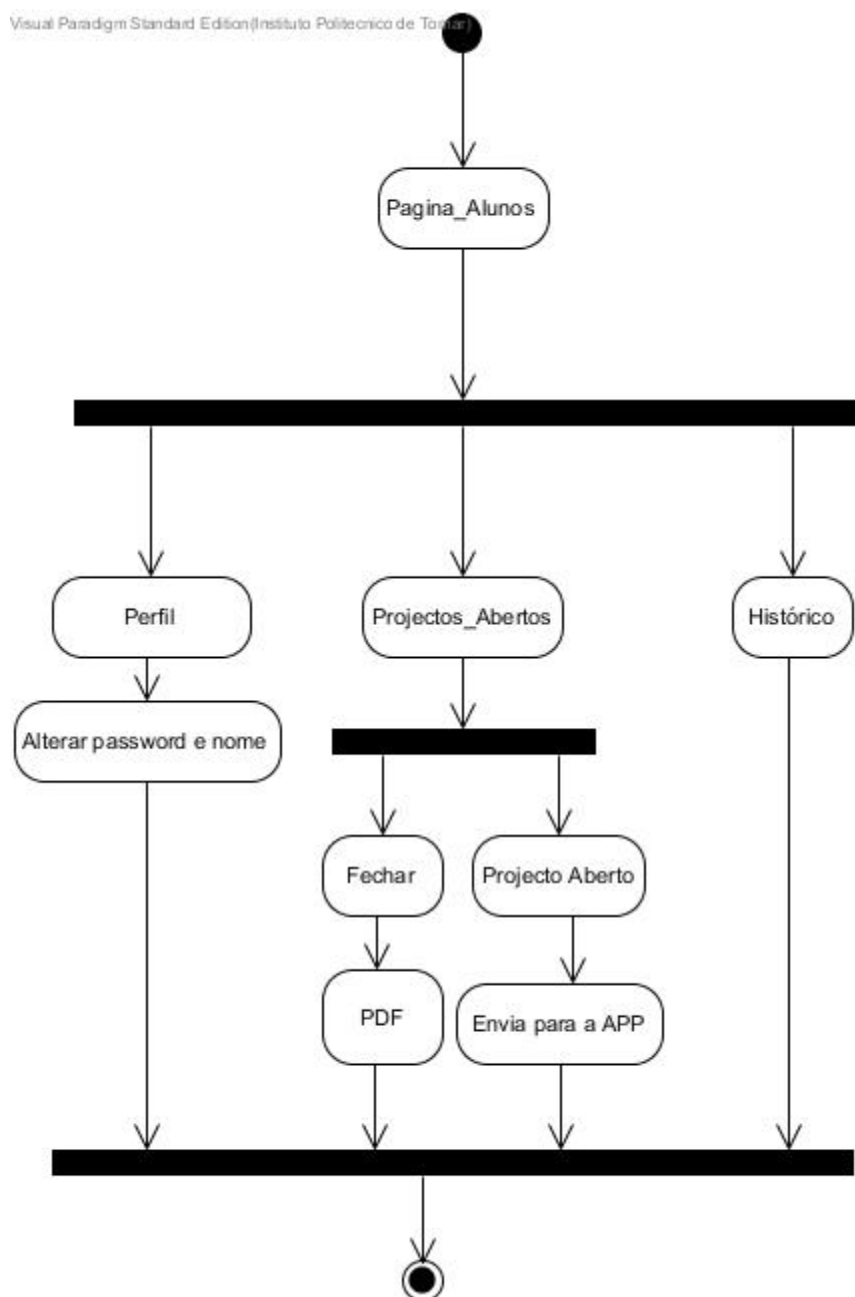 Visual Paradigm Standard Edition(Instituto Politecnico de Tomar)
Pagina_Alunos
Perfil
Projectos_Abertos
Histórico
Alterar password e nome
Fechar
Projecto Aberto
PDF
Envia para a APP